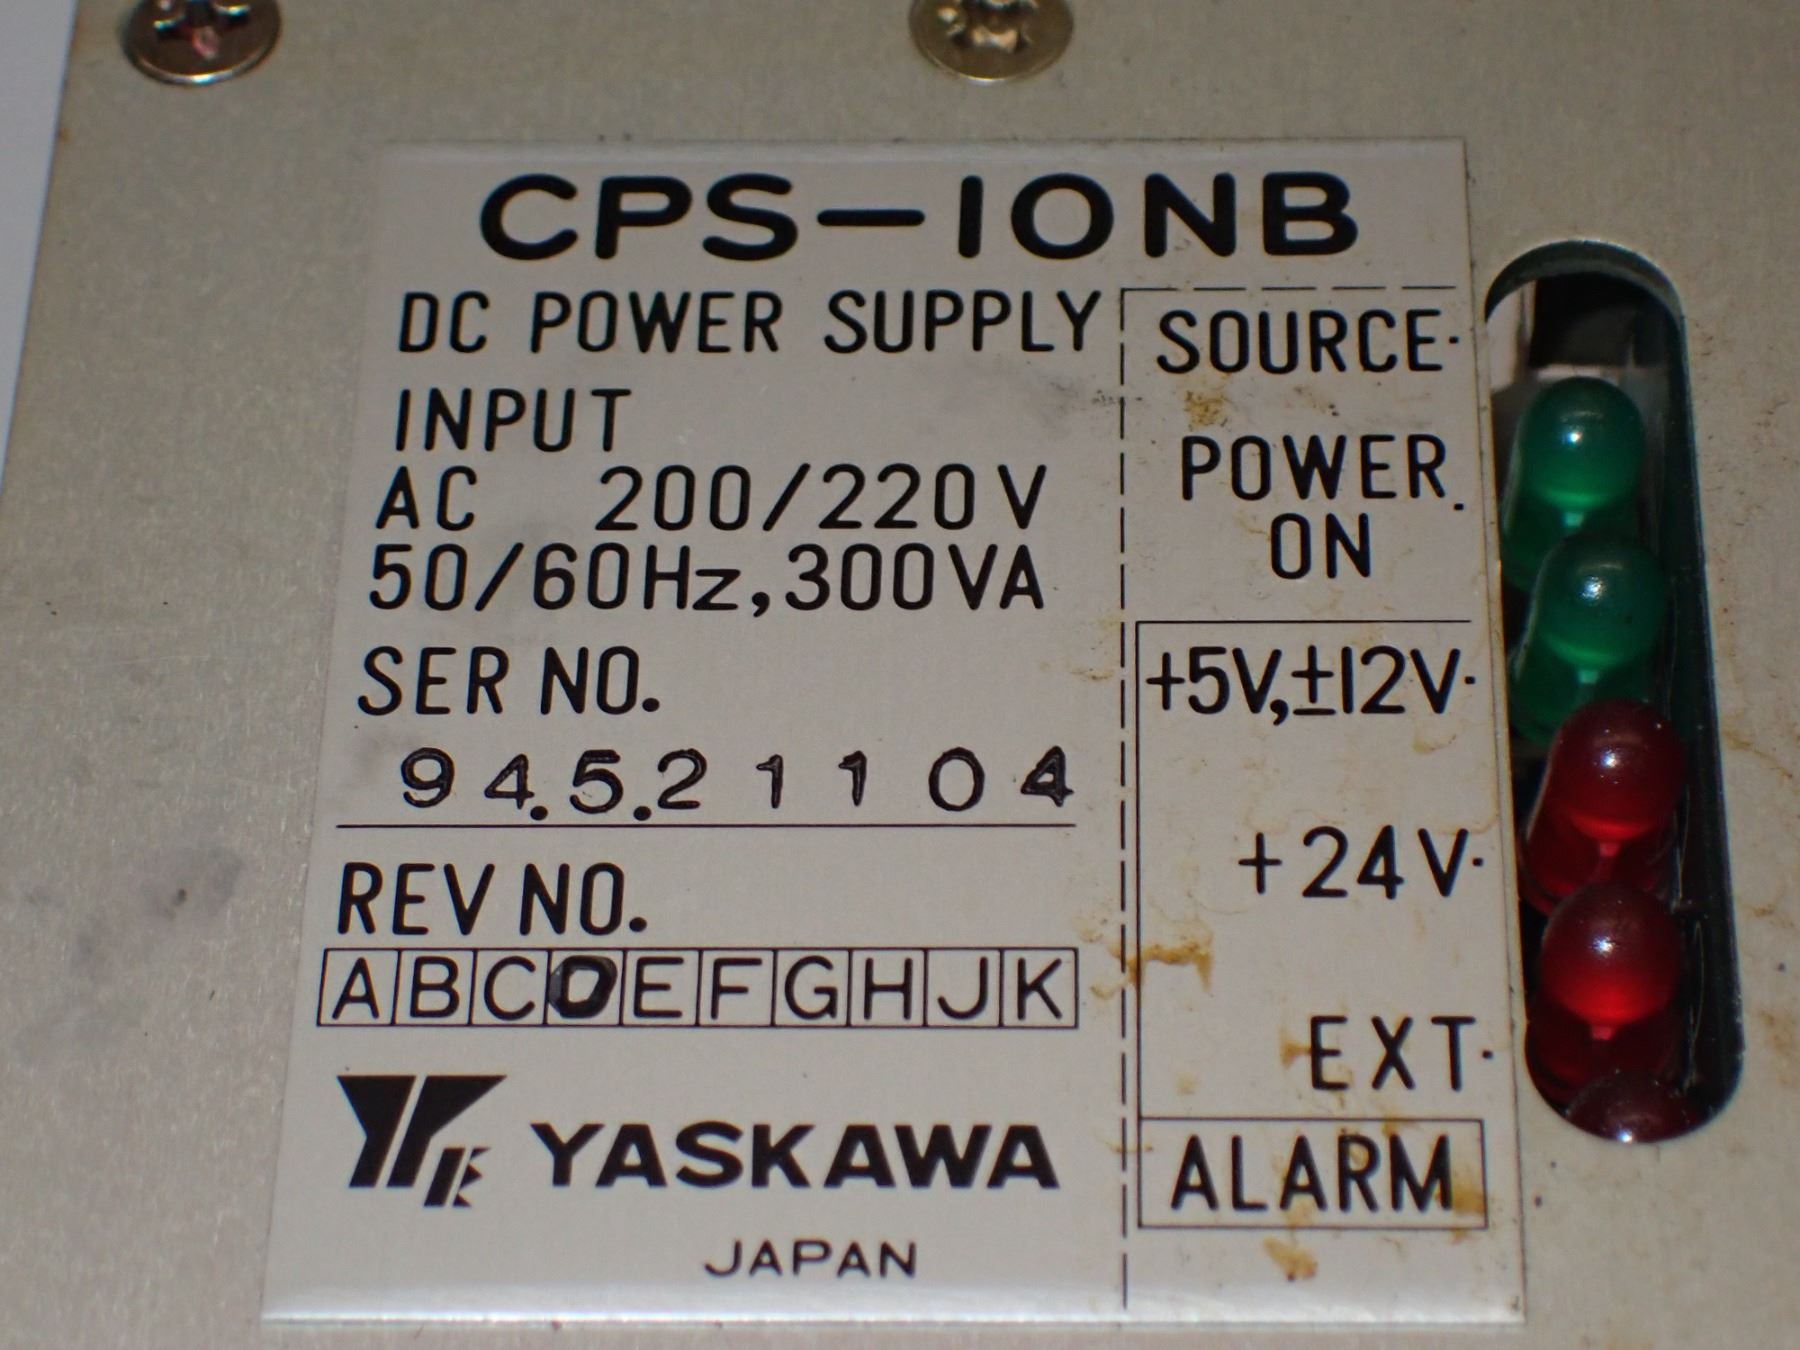 CPS-10NB
DC POWER SUPPLY
INPUT
AC 200/220V
50/60Hz, 300VA
SER NO.
94.5.21104
REV NO.
A B C D E F G H J K
YE YASKAWA
JAPAN
SOURCE
POWER
ON
+5V, ±12V
+24V
EXT
ALARM